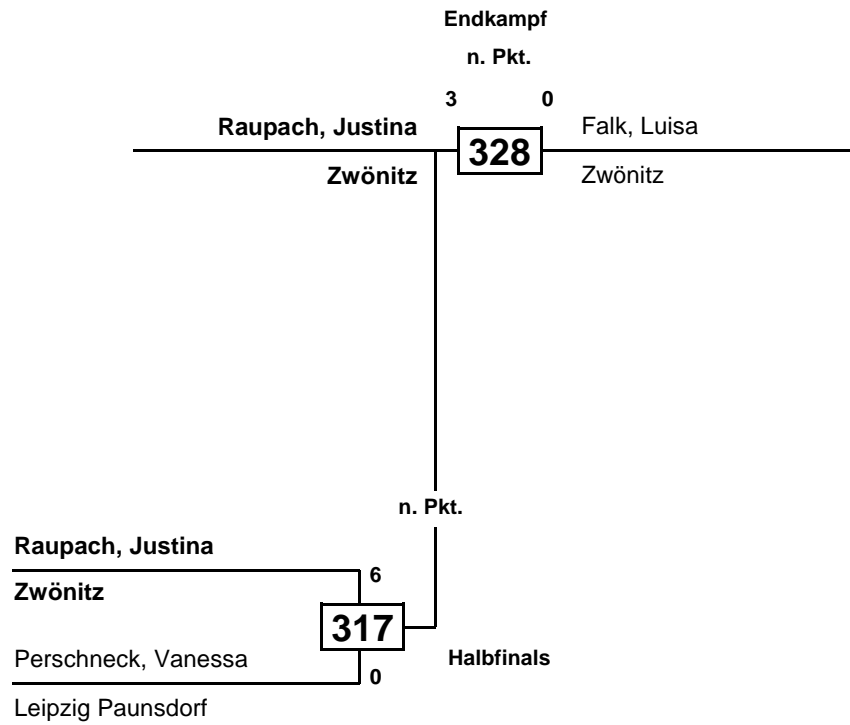 Endkampf
n. Pkt.
3 0
Raupach, Justina 328 Falk, Luisa
Zwönitz Zwönitz
n. Pkt.
Raupach, Justina
6
Zwönitz
317
Perschneck, Vanessa Halbfinals
0
Leipzig Paunsdorf